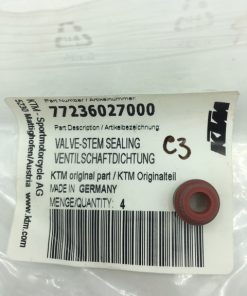 Part Number / Artikelnummer
77236027000
C3
Part Description / Artikelbezeichnung
VALVE-STEM SEALING
VENTILSCHAFTDICHTUNG
KTM original part / KTM Originalteil
MADE IN GERMANY
MENGE/QUANTITY: 4
KTM - Sportmotorcycle AG
5230 Mattighofen/Austria
www.ktm.com
KTM